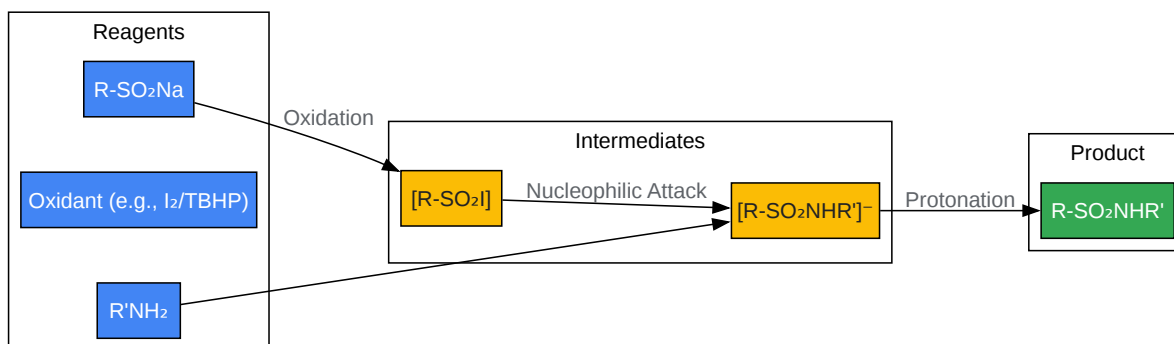 Reagents
R-SO₂Na
Oxidation
Oxidant (e.g., I₂/TBHP)
R'NH₂
Intermediates
[R-SO₂I]
Nucleophilic Attack
[R-SO₂NHR']⁻
Protonation
Product
R-SO₂NHR'